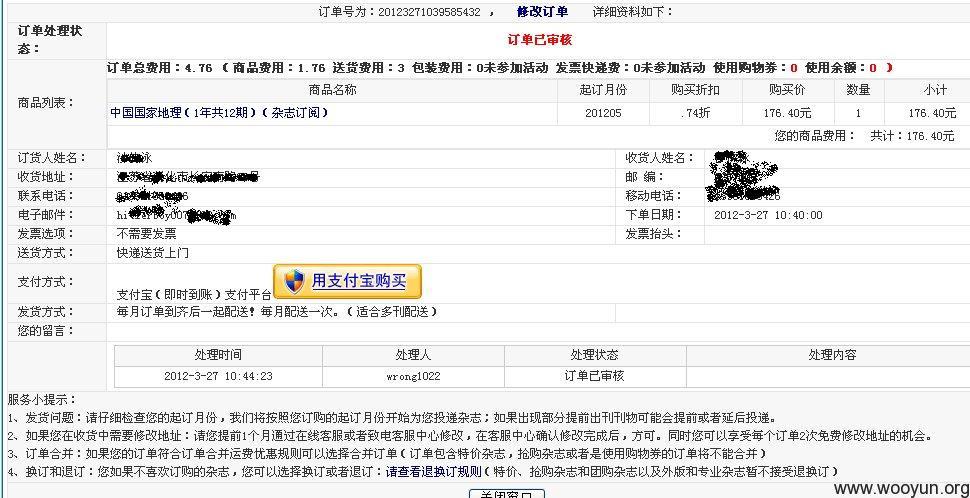 订单号为：20123271039585432 ， 修改订单 详细资料如下：
订单处理状态： 订单已审核
订单总费用：4.76 （ 商品费用：1.76 送货费用：3 包装费用：0未参加活动 发票快递费：0未参加活动 使用购物券：0 使用余额：0 ）
商品列表：
商品名称 起订月份 购买折扣 购买价 数量 小计
中国国家地理（1年共12期）（杂志订阅） 201205 .74折 176.40元 1 176.40元
您的商品费用： 共计：176.40元
订货人姓名： 泳 收货人姓名：
收货地址： 邮 编：
联系电话： 移动电话：
电子邮件： 下单日期： 2012-3-27 10:40:00
发票选项： 不需要发票 发票抬头：
送货方式： 快递送货上门
支付方式： 支付宝（即时到账）支付平台 用支付宝购买
发货方式： 每月订单到齐后一起配送！每月配送一次。（适合多刊配送）
您的留言：
处理时间 处理人 处理状态 处理内容
2012-3-27 10:44:23 wrong1022 订单已审核
服务小提示：
1、发货问题：请仔细检查您的起订月份，我们将按照您订购的起订月份开始为您投递杂志；如果出现部分提前出刊刊物可能会提前或者延后投递。
2、如果您在收货中需要修改地址：请您提前1个月通过在线客服或者致电客服中心修改，在客服中心确认修改完成后，方可。同时您可以享受每个订单2次免费修改地址的机会。
3、订单合并：如果您的订单符合订单合并运费优惠规则可以选择合并订单（订单包含特价杂志，抢购杂志或者是使用购物券的订单将不能合并）
4、换订和退订：您如果不喜欢订购的杂志，您可以选择换订或者退订：请查看退换订规则（特价、抢购杂志和团购杂志以及外版和专业杂志暂不接受退换订）
关闭窗口
www.wooyun.org